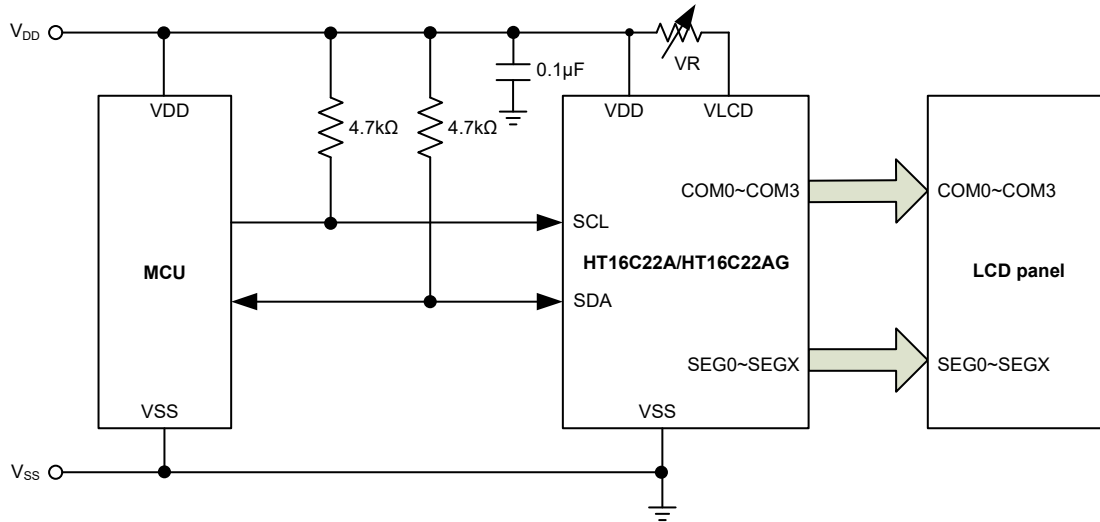 VDD
VR
0.1µF
VDD
VDD
VLCD
4.7kΩ
4.7kΩ
COM0~COM3
COM0~COM3
SCL
MCU
HT16C22A/HT16C22AG
LCD panel
SDA
SEG0~SEGX
SEG0~SEGX
VSS
VSS
VSS